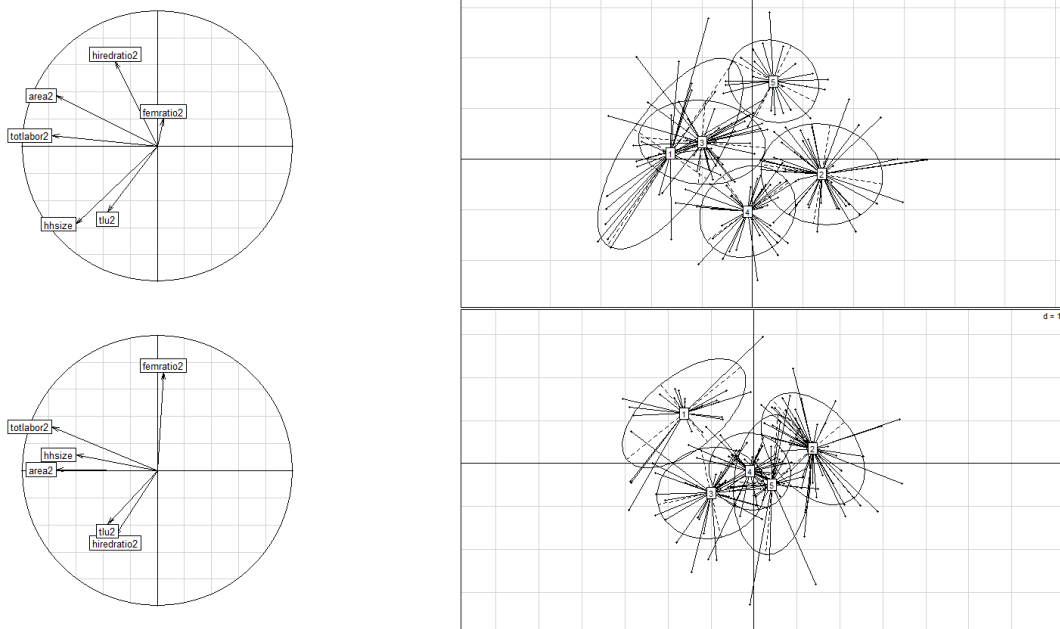 hiredratio2
area2
femratio2
totlabor2
tlu2
hhsize
5
3
1
2
4
d = 1
femratio2
totlabor2
hhsize
area2
tlu2
hiredratio2
1
2
4
5
3